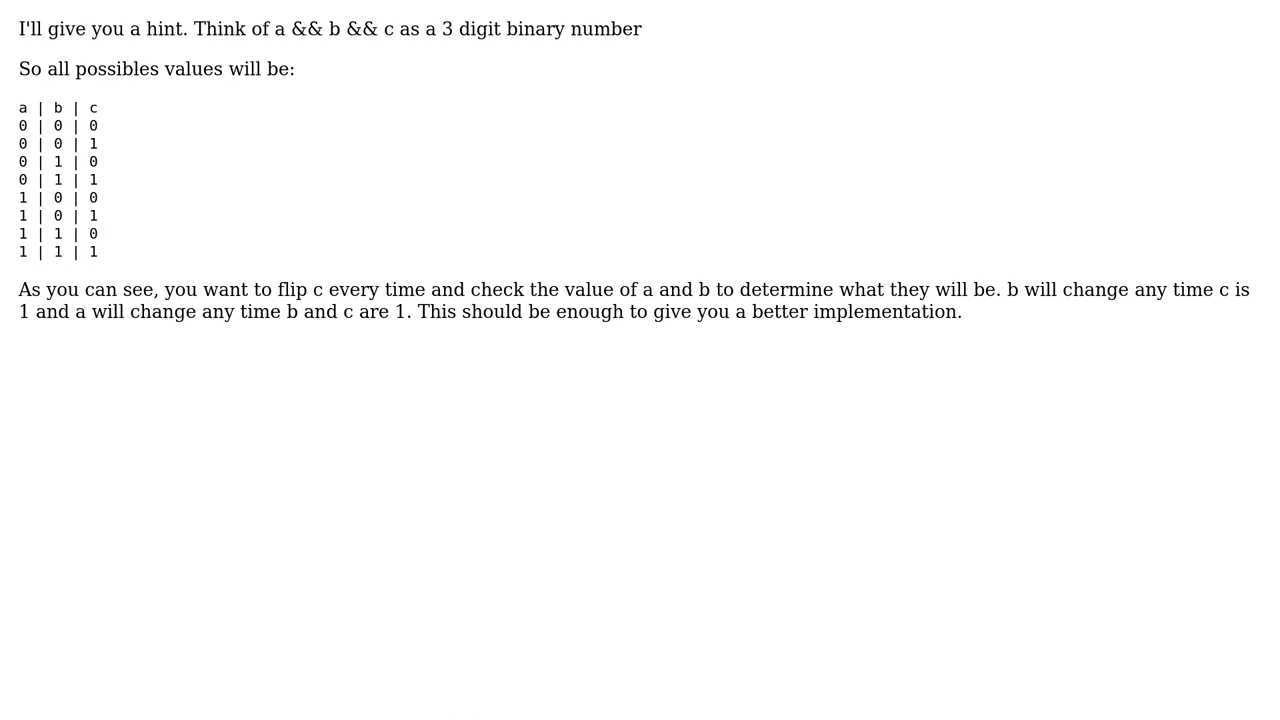 I'll give you a hint. Think of a && b && c as a 3 digit binary number
So all possibles values will be:
a | b | c
0 | 0 | 0
0 | 0 | 1
0 | 1 | 0
0 | 1 | 1
1 | 0 | 0
1 | 0 | 1
1 | 1 | 0
1 | 1 | 1
As you can see, you want to flip c every time and check the value of a and b to determine what they will be. b will change any time c is
1 and a will change any time b and c are 1. This should be enough to give you a better implementation.